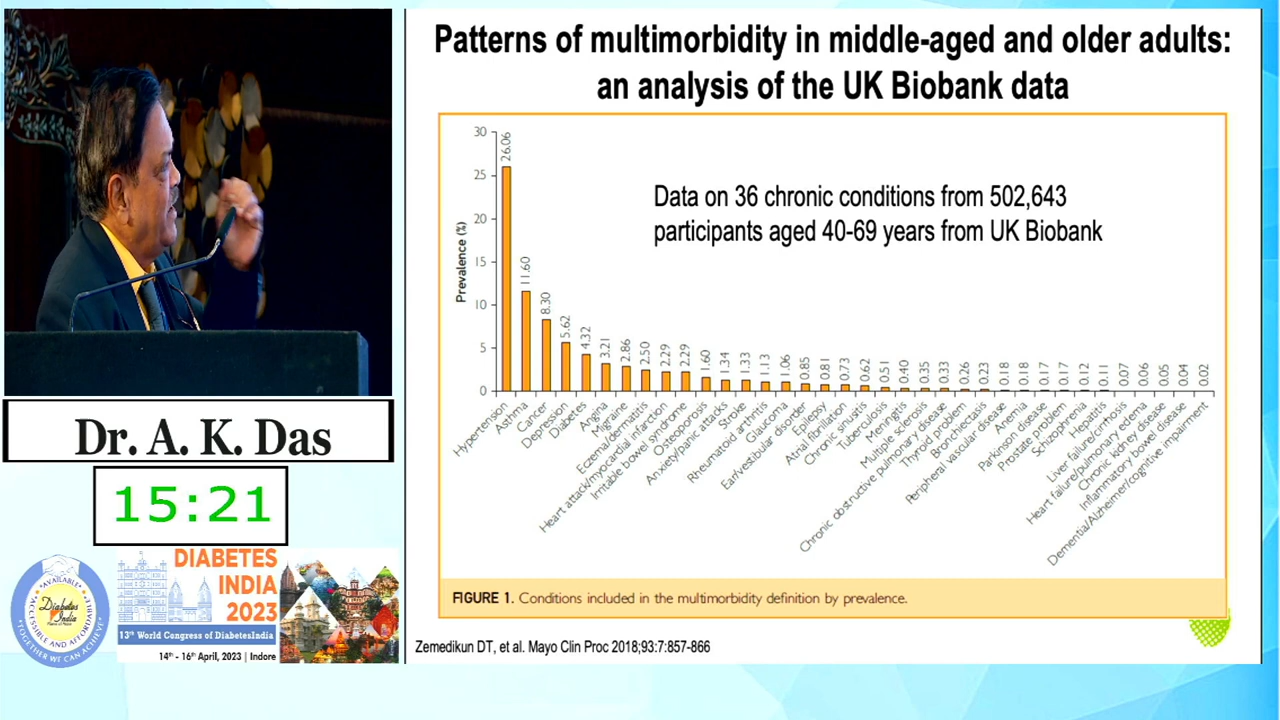 Patterns of multimorbidity in middle-aged and older adults:
an analysis of the UK Biobank data
Data on 36 chronic conditions from 502,643
participants aged 40-69 years from UK Biobank
Prevalence (%)
30
25
20
15
10
5
0
26.06
11.60
8.30
5.62
4.32
3.21
2.86
2.50
2.29
2.29
1.60
1.34
1.33
1.13
1.06
0.85
0.81
0.73
0.62
0.51
0.40
0.35
0.33
0.26
0.23
0.18
0.18
0.17
0.17
0.12
0.11
0.07
0.06
0.05
0.04
0.02
Hypertension
Asthma
Cancer
Depression
Diabetes
Angina
Migraine
Eczema/dermatitis
Heart attack/myocardial infarction
Irritable bowel syndrome
Osteoporosis
Anxiety/panic attacks
Stroke
Rheumatoid arthritis
Glaucoma
Ear/vestibular disorder
Epilepsy
Atrial fibrillation
Chronic sinusitis
Tuberculosis
Meningitis
Multiple sclerosis
Chronic obstructive pulmonary disease
Thyroid problem
Bronchiectasis
Peripheral vascular disease
Anemia
Parkinson disease
Prostate problem
Schizophrenia
Hepatitis
Liver failure/cirrhosis
Heart failure/pulmonary edema
Chronic kidney disease
Inflammatory bowel disease
Dementia/Alzheimer/cognitive impairment
FIGURE 1. Conditions included in the multimorbidity definition by prevalence.
Zemedikun DT, et al. Mayo Clin Proc 2018;93:7:857-866
Dr. A. K. Das
15:21
AVAILABLE
ACCESSIBLE AND AFFORDABLE
Diabetes
India
"TOGETHER WE CAN ACHIEVE"
DIABETES
INDIA
2023
13th World Congress of DiabetesIndia
14th - 16th April, 2023 | Indore